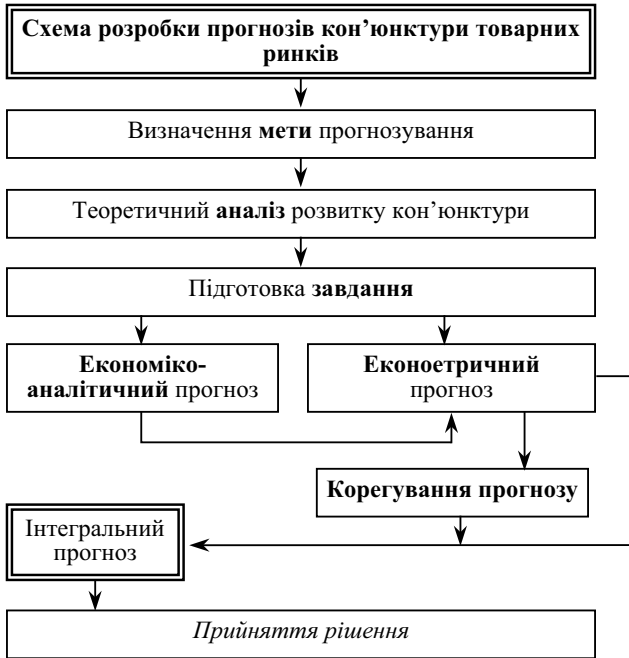 Схема розробки прогнозів кон’юнктури товарних
ринків
Визначення мети прогнозування
Теоретичний аналіз розвитку кон’юнктури
Підготовка завдання
Економіко-
аналітичний прогноз
Еконоетричний
прогноз
Корегування прогнозу
Інтегральний
прогноз
Прийняття рішення